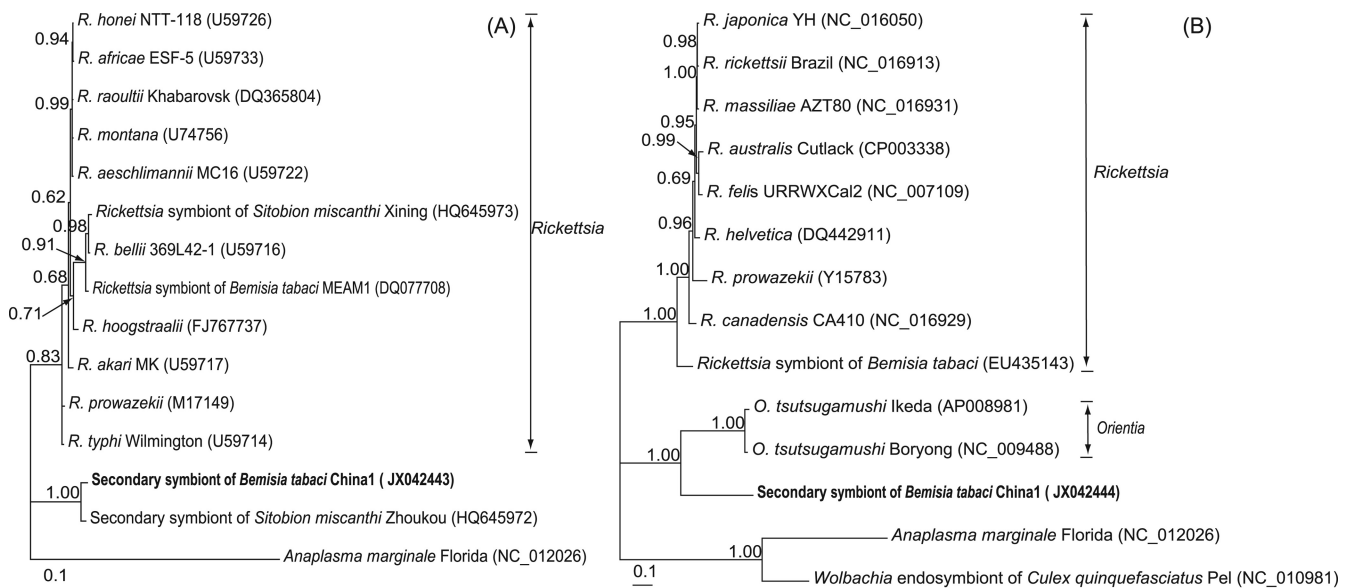 (A)
R. honei NTT-118 (U59726)
0.94
R. africae ESF-5 (U59733)
R. raoultii Khabarovsk (DQ365804)
0.99
R. montana (U74756)
R. aeschlimannii MC16 (U59722)
0.62
Rickettsia symbiont of Sitobion miscanthi Xining (HQ645973)
0.98
Rickettsia
0.91
R. bellii 369L42-1 (U59716)
0.68
Rickettsia symbiont of Bemisia tabaci MEAM1 (DQ077708)
0.71
R. hoogstraalii (FJ767737)
0.83
R. akari MK (U59717)
R. prowazekii (M17149)
R. typhi Wilmington (U59714)
Secondary symbiont of Bemisia tabaci China1 ( JX042443)
1.00
Secondary symbiont of Sitobion miscanthi Zhoukou (HQ645972)
Anaplasma marginale Florida (NC_012026)
0.1
(B)
R. japonica YH (NC_016050)
0.98
R. rickettsii Brazil (NC_016913)
1.00
R. massiliae AZT80 (NC_016931)
0.95
0.99
R. australis Cutlack (CP003338)
Rickettsia
0.69
R. felis URRWXCal2 (NC_007109)
0.96
R. helvetica (DQ442911)
1.00
R. prowazekii (Y15783)
1.00
R. canadensis CA410 (NC_016929)
Rickettsia symbiont of Bemisia tabaci (EU435143)
O. tsutsugamushi Ikeda (AP008981)
1.00
Orientia
O. tsutsugamushi Boryong (NC_009488)
1.00
Secondary symbiont of Bemisia tabaci China1 ( JX042444)
Anaplasma marginale Florida (NC_012026)
1.00
0.1
Wolbachia endosymbiont of Culex quinquefasciatus Pel (NC_010981)